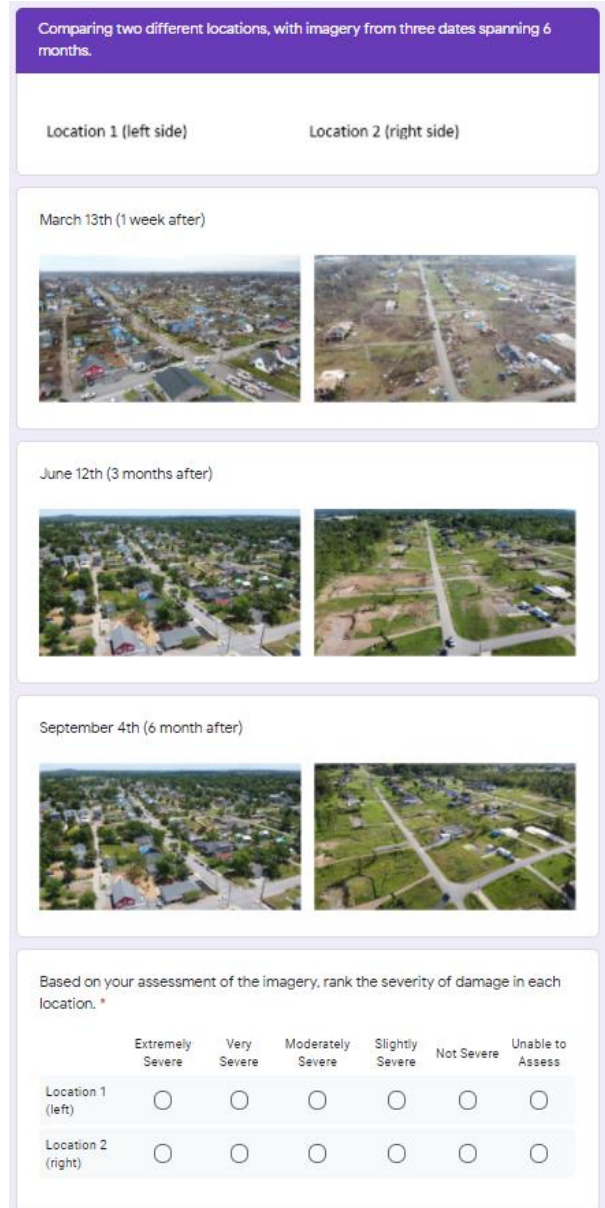 Comparing two different locations, with imagery from three dates spanning 6
months.
Location 1 (left side)
Location 2 (right side)
March 13th (1 week after)
June 12th (3 months after)
September 4th (6 month after)
Based on your assessment of the imagery, rank the severity of damage in each
location. *
Extremely Severe
Very Severe
Moderately Severe
Slightly Severe
Not Severe
Unable to Assess
Location 1
(left)
Location 2
(right)